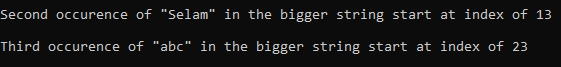 Second occurence of "Selam" in the bigger string start at index of 13
Third occurence of "abc" in the bigger string start at index of 23